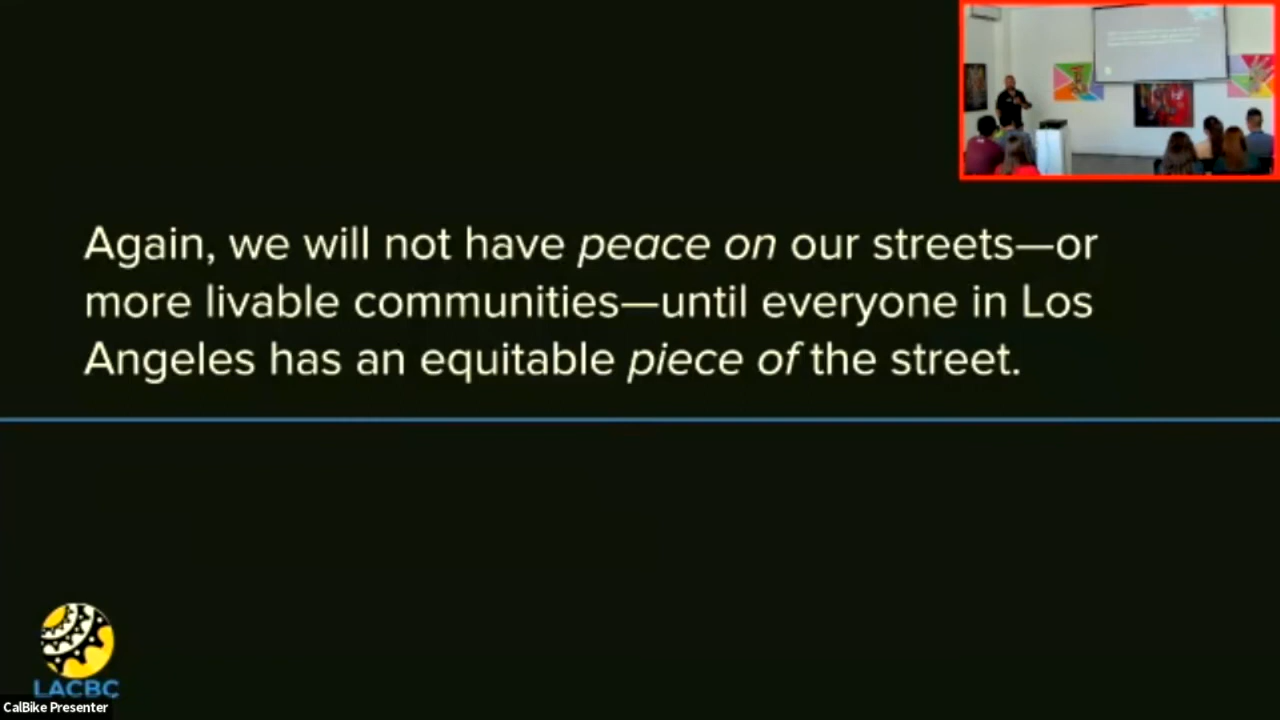 Again, we will not have peace on our streets—or
more livable communities—until everyone in Los
Angeles has an equitable piece of the street.
LACBC
CalBike Presenter